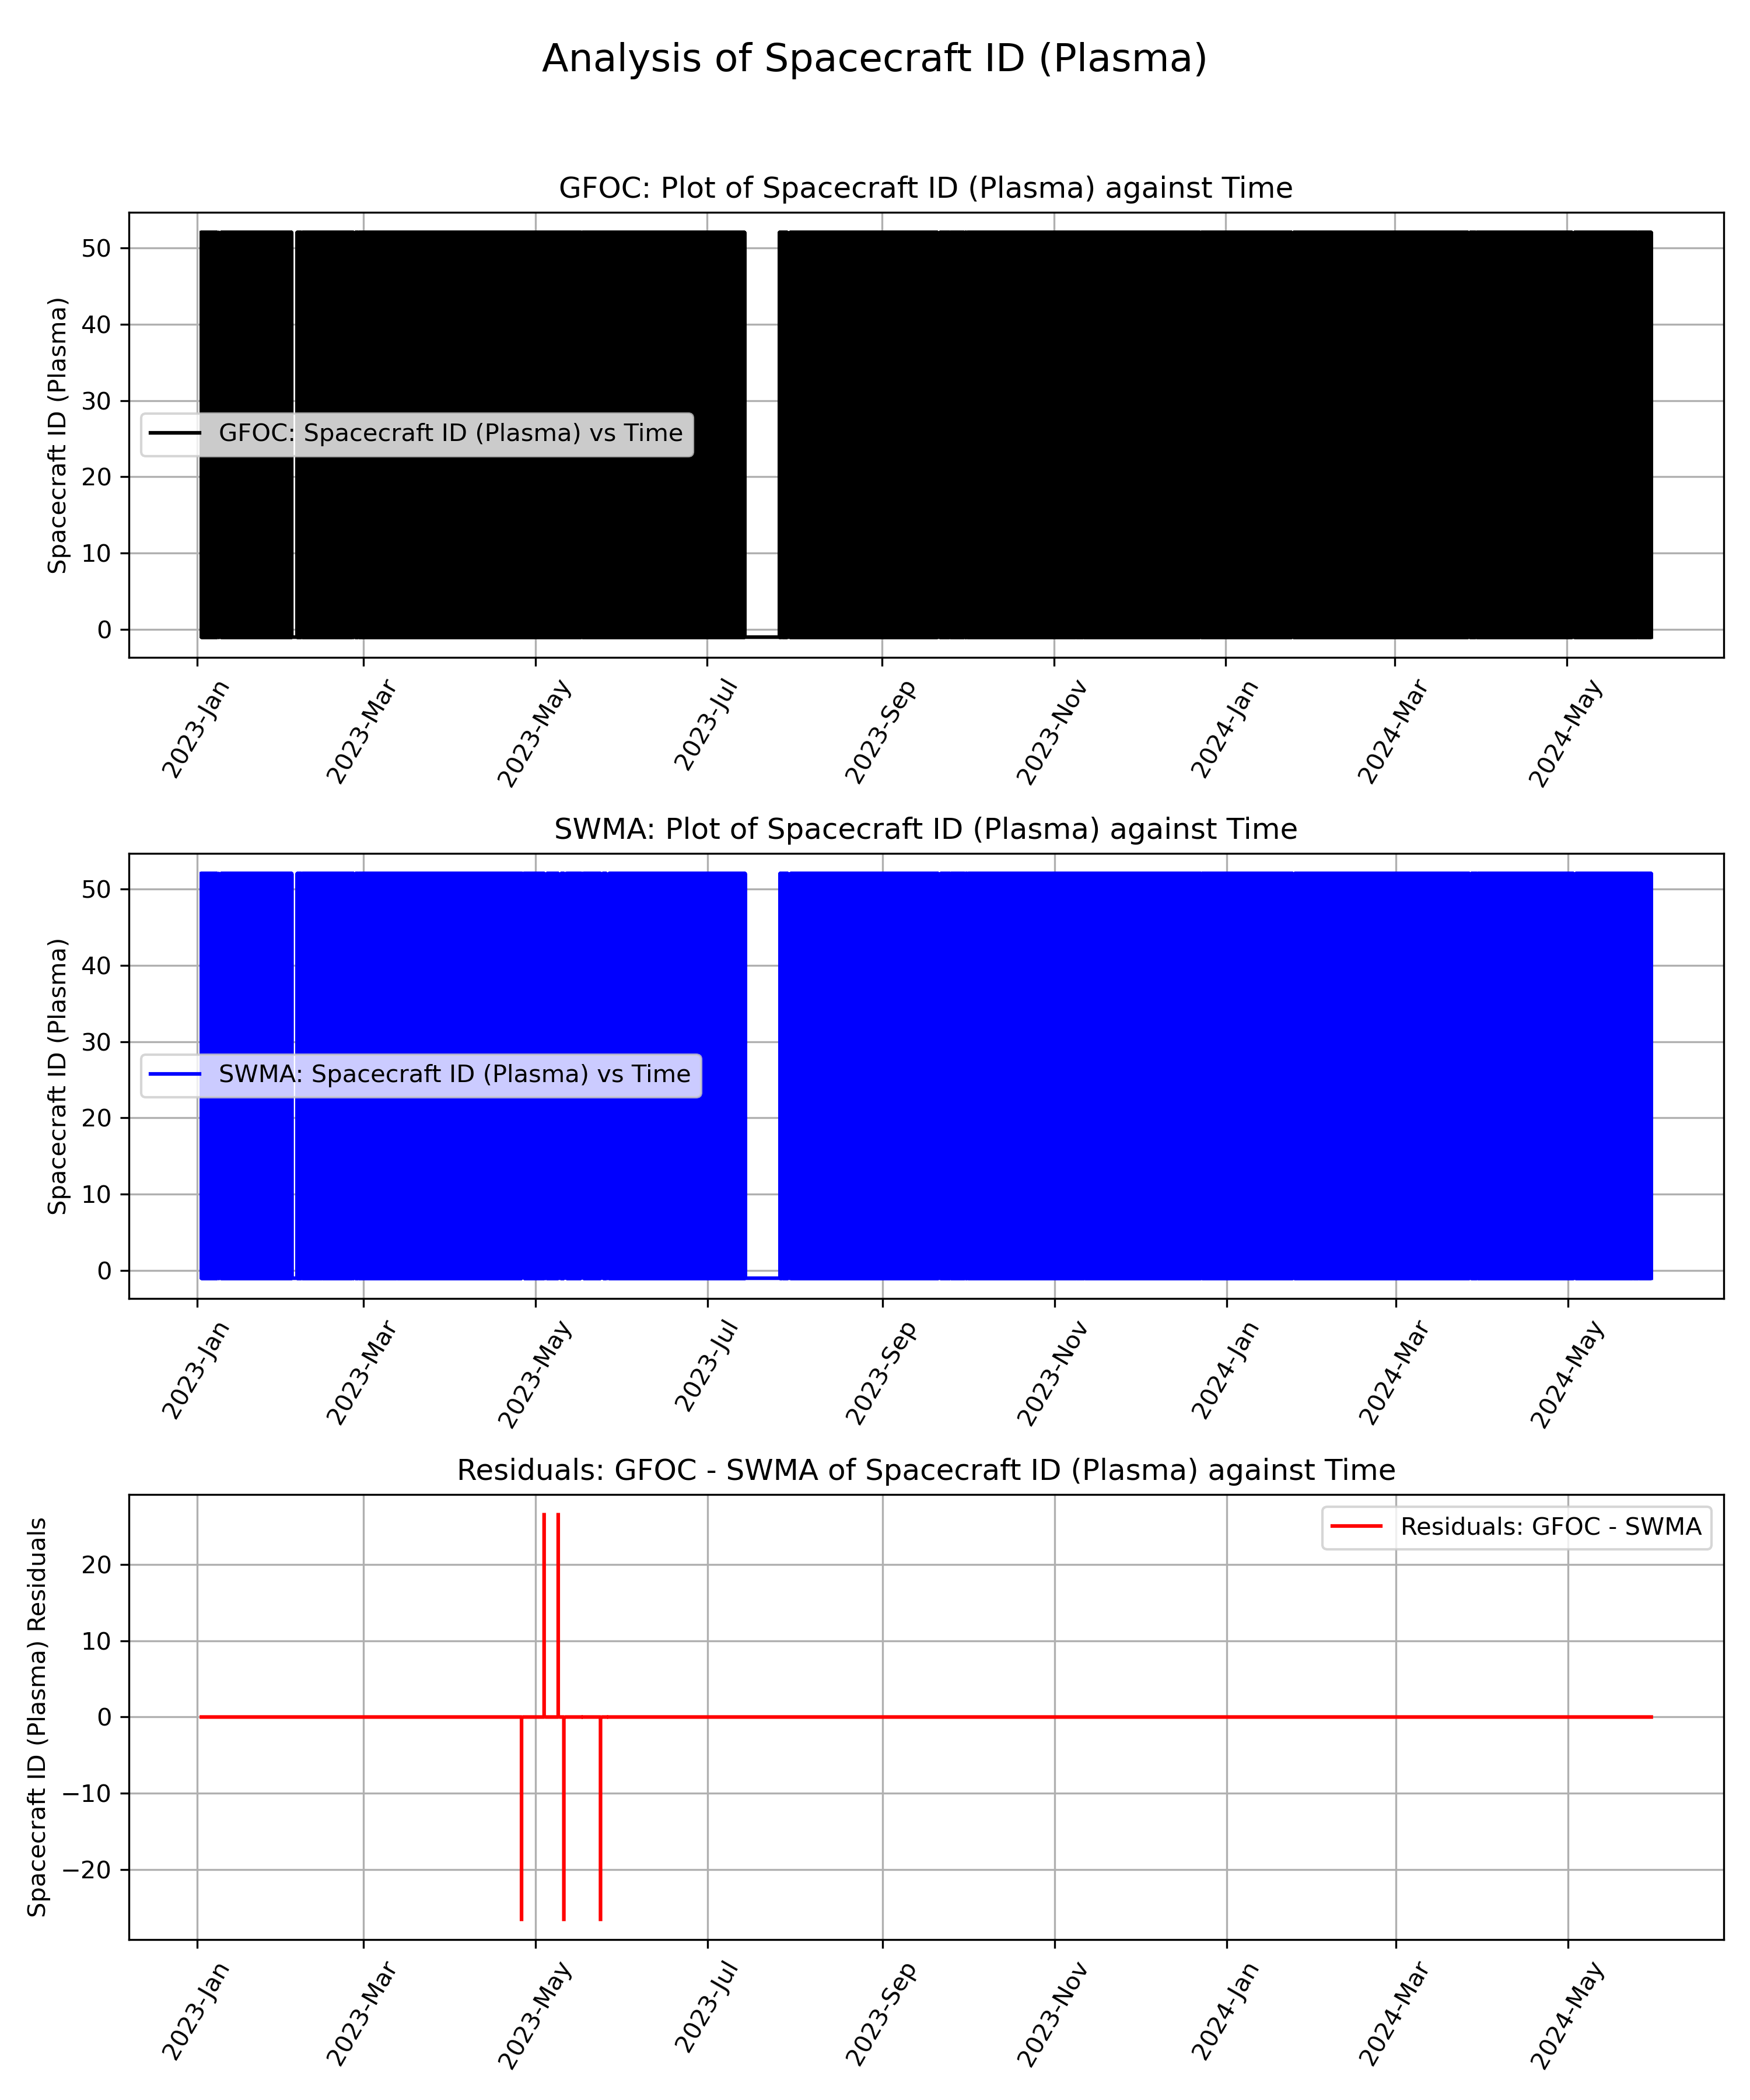 Analysis of Spacecraft ID (Plasma)
GFOC: Plot of Spacecraft ID (Plasma) against Time
Spacecraft ID (Plasma)
50
40
30
20
10
0
GFOC: Spacecraft ID (Plasma) vs Time
2023-Jan
2023-Mar
2023-May
2023-Jul
2023-Sep
2023-Nov
2024-Jan
2024-Mar
2024-May
SWMA: Plot of Spacecraft ID (Plasma) against Time
Spacecraft ID (Plasma)
50
40
30
20
10
0
SWMA: Spacecraft ID (Plasma) vs Time
2023-Jan
2023-Mar
2023-May
2023-Jul
2023-Sep
2023-Nov
2024-Jan
2024-Mar
2024-May
Residuals: GFOC - SWMA of Spacecraft ID (Plasma) against Time
Spacecraft ID (Plasma) Residuals
20
10
0
−10
−20
Residuals: GFOC - SWMA
2023-Jan
2023-Mar
2023-May
2023-Jul
2023-Sep
2023-Nov
2024-Jan
2024-Mar
2024-May